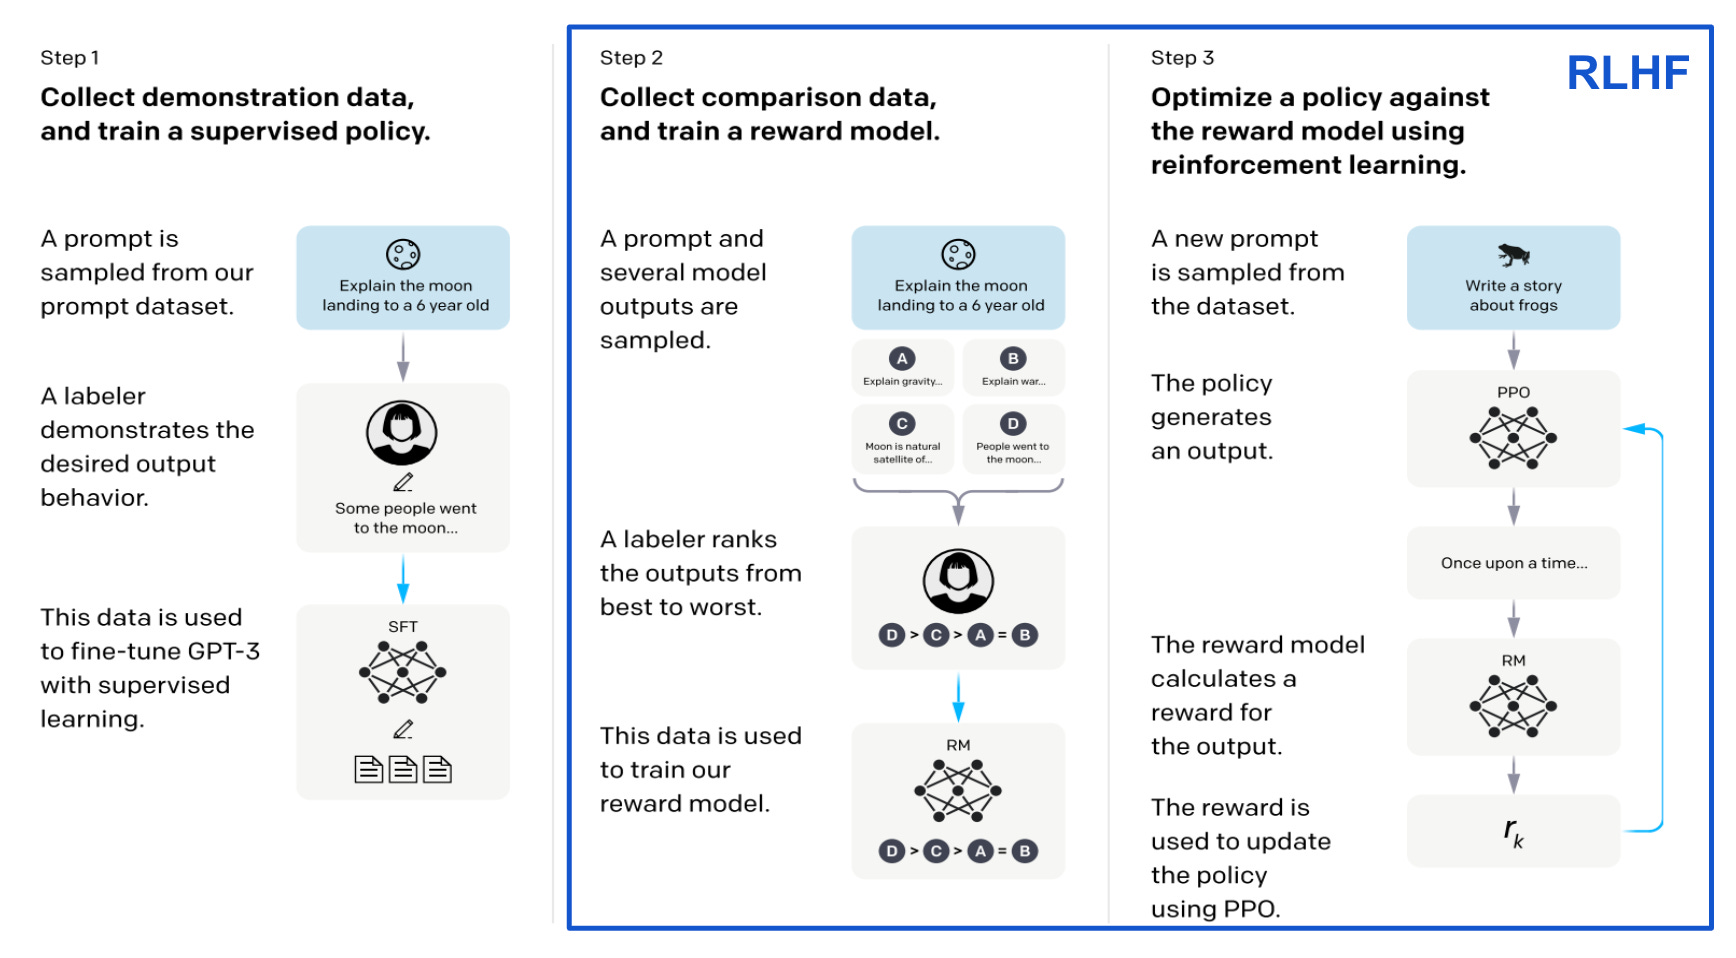 Step 1
Collect demonstration data,
and train a supervised policy.
A prompt is
sampled from our
prompt dataset.
Explain the moon
landing to a 6 year old
A labeler
demonstrates the
desired output
behavior.
Some people went
to the moon...
This data is used
to fine-tune GPT-3
with supervised
learning.
SFT
Step 2
Collect comparison data,
and train a reward model.
A prompt and
several model
outputs are
sampled.
Explain the moon
landing to a 6 year old
A
Explain gravity...
B
Explain war...
C
Moon is natural
satellite of...
D
People went to
the moon...
A labeler ranks
the outputs from
best to worst.
D > C > A = B
This data is used
to train our
reward model.
RM
D > C > A = B
Step 3
RLHF
Optimize a policy against
the reward model using
reinforcement learning.
A new prompt
is sampled from
the dataset.
Write a story
about frogs
The policy
generates
an output.
PPO
Once upon a time...
The reward model
calculates a
reward for
the output.
RM
The reward is
used to update
the policy
using PPO.
r_k